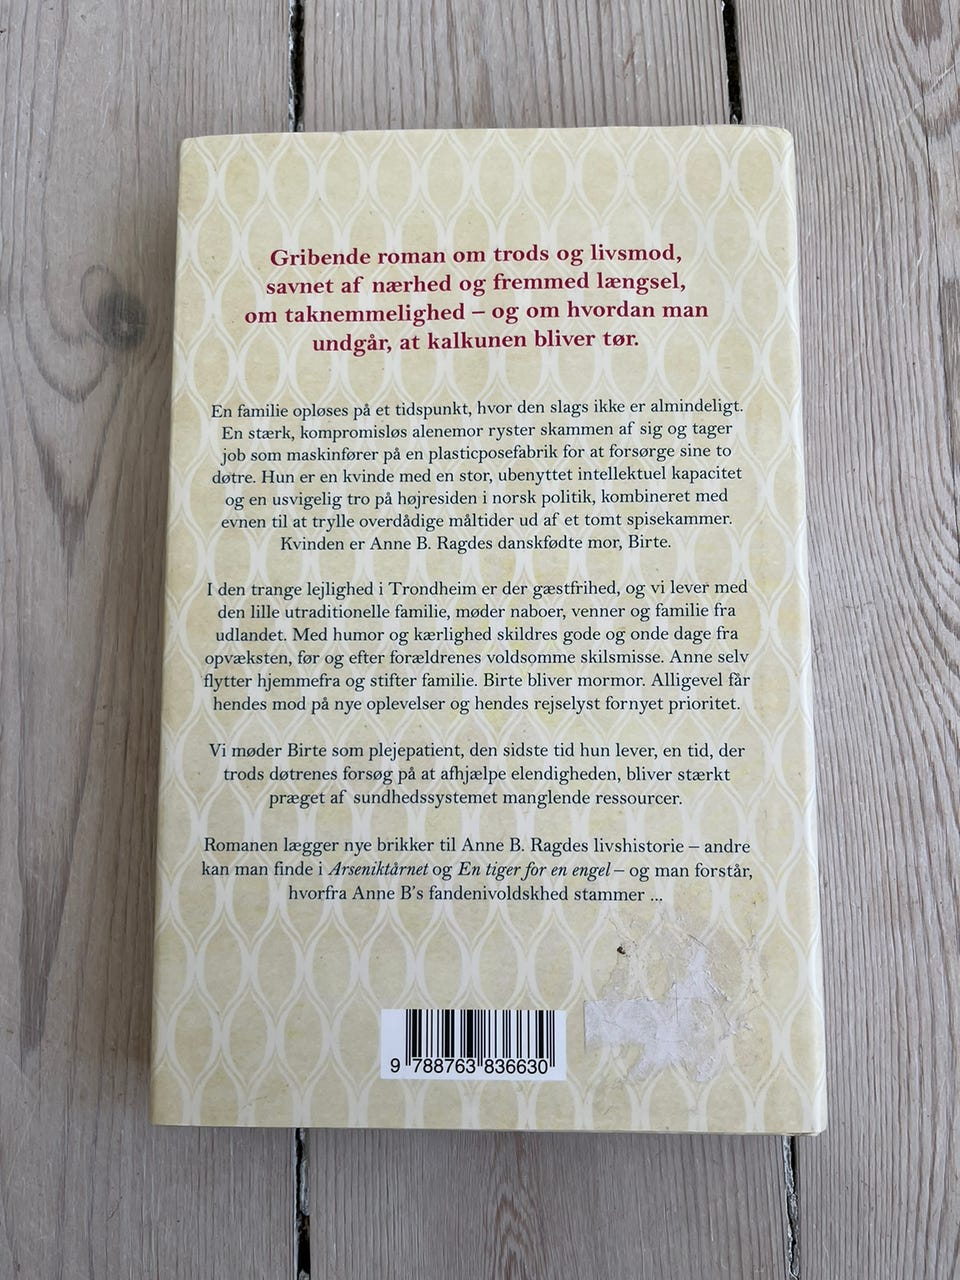 Gribende roman om trods og livsmod,
savnet af nærhed og fremmed længsel,
om taknemmelighed – og om hvordan man
undgår, at kalkunen bliver tør.
En familie opløses på et tidspunkt, hvor den slags ikke er almindeligt.
En stærk, kompromisløs alenemor ryster skammen af sig og tager
job som maskinfører på en plasticposefabrik for at forsørge sine to
døtre. Hun er en kvinde med en stor, ubenyttet intellektuel kapacitet
og en usvigelig tro på højresiden i norsk politik, kombineret med
evnen til at trylle overdådige måltider ud af et tomt spisekammer.
Kvinden er Anne B. Ragdes danskfødte mor, Birte.
I den trange lejlighed i Trondheim er der gæstfrihed, og vi lever med
den lille utraditionelle familie, møder naboer, venner og familie fra
udlandet. Med humor og kærlighed skildres gode og onde dage fra
opvæksten, før og efter forældrenes voldsomme skilsmisse. Anne selv
flytter hjemmefra og stifter familie. Birte bliver mormor. Alligevel får
hendes mod på nye oplevelser og hendes rejselyst fornyet prioritet.
Vi møder Birte som plejepatient, den sidste tid hun lever, en tid, der
trods døtrenes forsøg på at afhjælpe elendigheden, bliver stærkt
præget af sundhedssystemet manglende ressourcer.
Romanen lægger nye brikker til Anne B. Ragdes livshistorie – andre
kan man finde i Arseniktårnet og En tiger for en engel – og man forstår,
hvorfra Anne B's fandenivoldskhed stammer ...
9 788763 836630